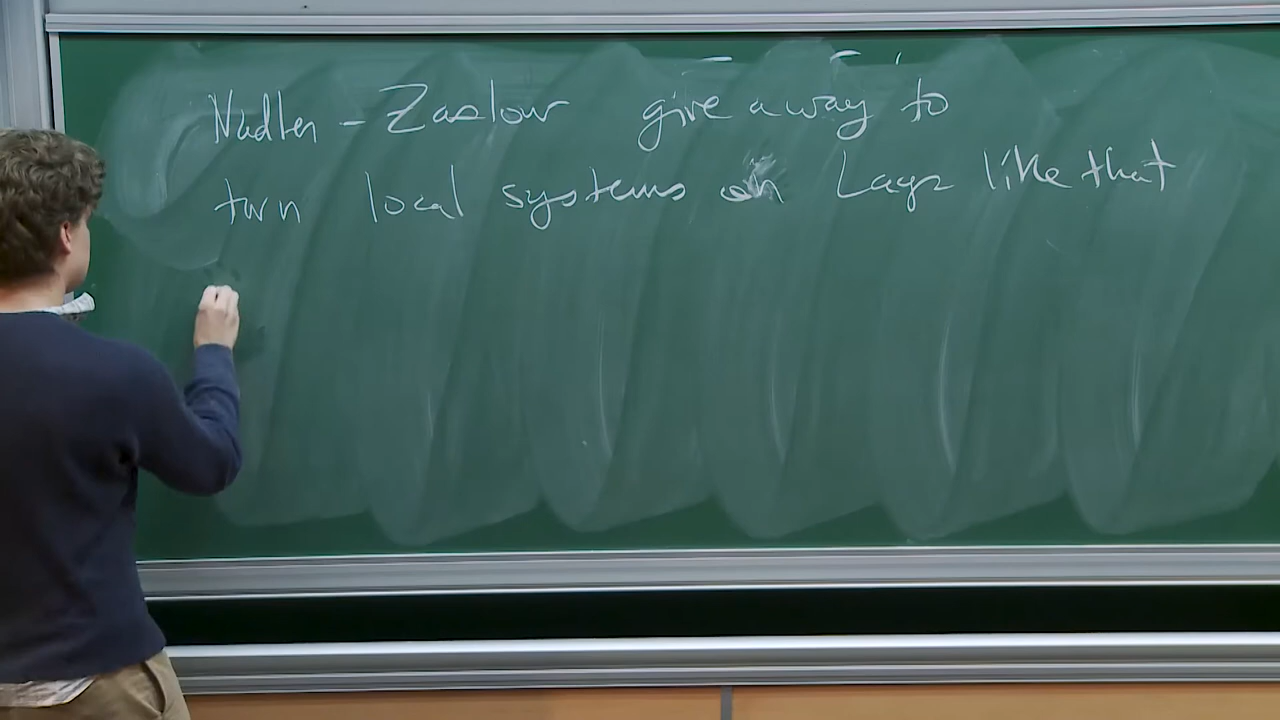 Nadler - Zaslow give a way to
turn local systems on Lags like that